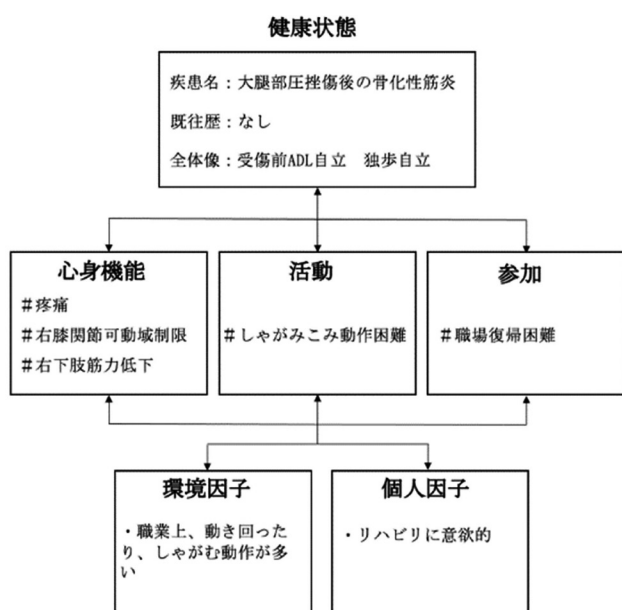 健康状態
疾患名：大腿部圧挫傷後の骨化性筋炎
既往歴：なし
全体像：受傷前ADL自立　独歩自立
心身機能
＃疼痛
＃右膝関節可動域制限
＃右下肢筋力低下
活動
＃しゃがみこみ動作困難
参加
＃職場復帰困難
環境因子
・職業上、動き回った
り、しゃがむ動作が多
い
個人因子
・リハビリに意欲的